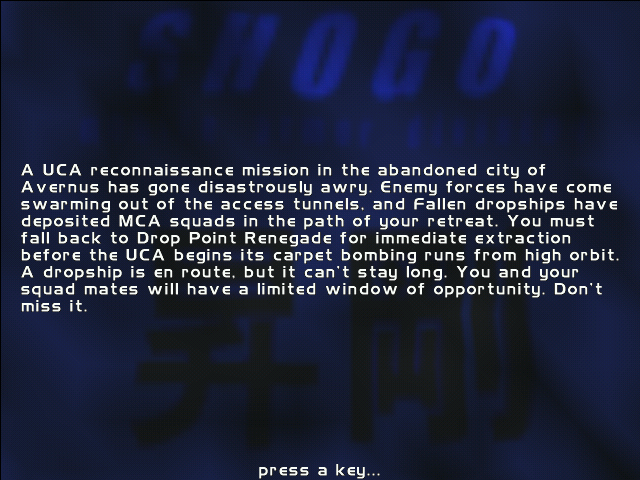 SHOGO
A UCA reconnaissance mission in the abandoned city of
Avernus has gone disastrously awry. Enemy forces have come
swarming out of the access tunnels, and Fallen dropships have
deposited MCA squads in the path of your retreat. You must
fall back to Drop Point Renegade for immediate extraction
before the UCA begins its carpet bombing runs from high orbit.
A dropship is en route, but it can't stay long. You and your
squad mates will have a limited window of opportunity. Don't
miss it.
press a key...